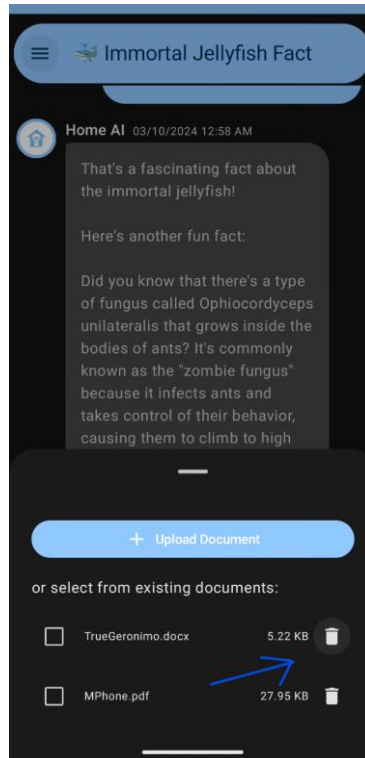 Immortal Jellyfish Fact
Home AI 03/10/2024 12:58 AM
That's a fascinating fact about
the immortal jellyfish!
Here's another fun fact:
Did you know that there's a type
of fungus called Ophiocordyceps
unilateralis that grows inside the
bodies of ants? It's commonly
known as the "zombie fungus"
because it infects ants and
takes control of their behavior,
causing them to climb to high
+ Upload Document
or select from existing documents:
TrueGeronimo.docx 5.22 KB
MPhone.pdf 27.95 KB